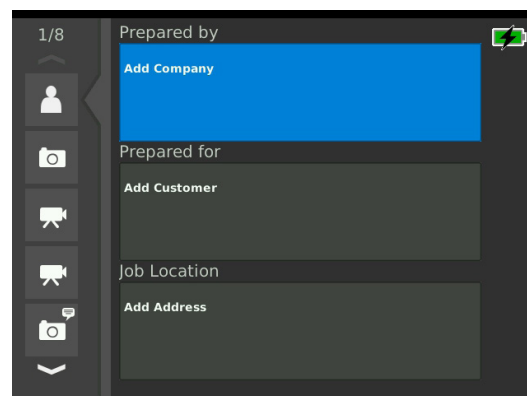 1/8
Prepared by
Add Company
Prepared for
Add Customer
Job Location
Add Address